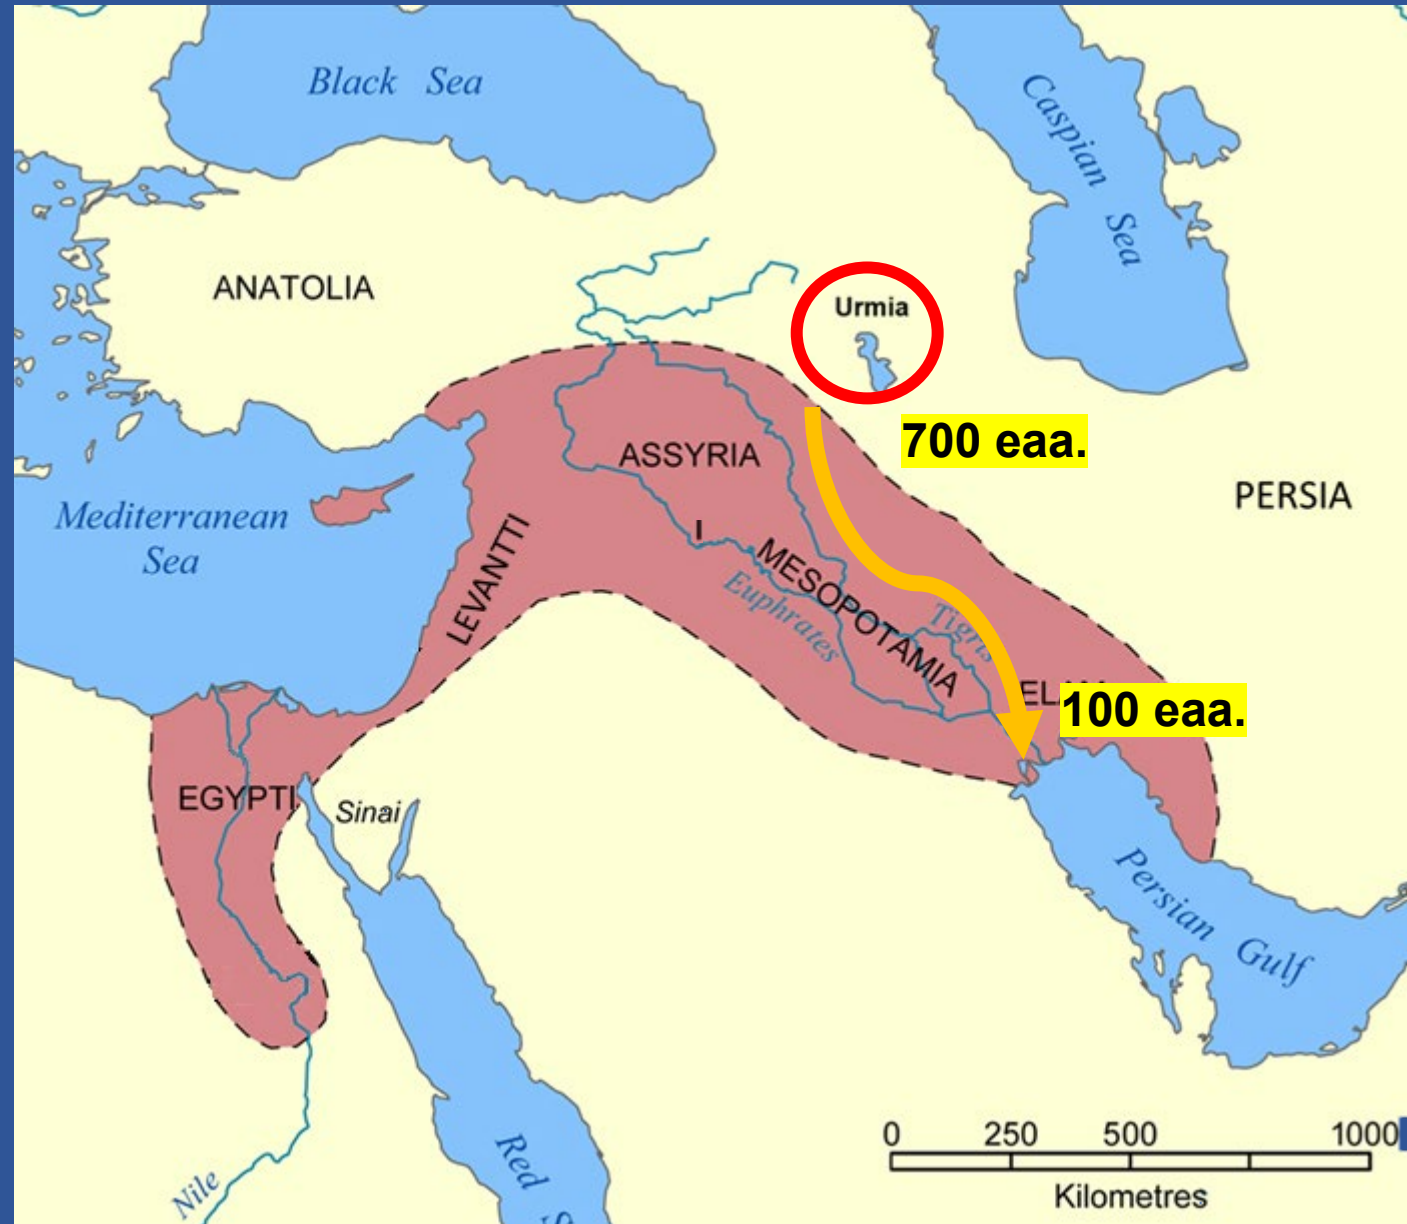 Black Sea
Caspian Sea
ANATOLIA
Urmia
700 eaa.
ASSYRIA
PERSIA
Mediterranean
Sea
LEVANTTI
I
MESOPOTAMIA
Euphrates
Tigris
100 eaa.
EGYPTI
Sinai
Persian Gulf
Red
Nile
0 250 500 1000
Kilometres